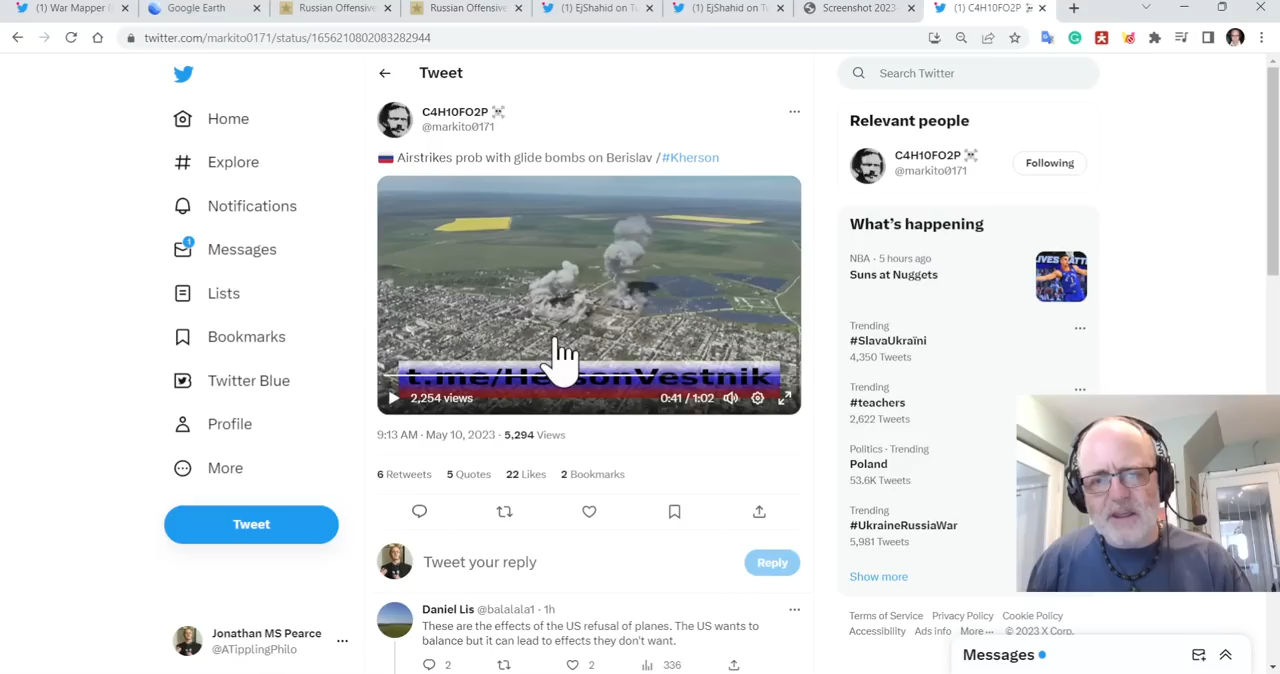 (1) War Mapper (
Google Earth
Russian Offensive
Russian Offensive
(1) EjShahid on Tw
(1) EjShahid on Tw
Screenshot 2023-
(1) C4H10FO2P
twitter.com/markito0171/status/1656210802083282944
Home
Explore
Notifications
1
Messages
Lists
Bookmarks
Twitter Blue
Profile
More
Tweet
Jonathan MS Pearce
@ATipplingPhilo
Tweet
C4H10FO2P
@markito0171
Airstrikes prob with glide bombs on Berislav /#Kherson
t.me/HersonVestnik
2,254 views
0:41 / 1:02
9:13 AM · May 10, 2023 · 5,294 Views
6 Retweets 5 Quotes 22 Likes 2 Bookmarks
Tweet your reply
Reply
Daniel Lis @balalala1 · 1h
These are the effects of the US refusal of planes. The US wants to
balance but it can lead to effects they don't want.
2
2
336
Search Twitter
Relevant people
C4H10FO2P
@markito0171
Following
What's happening
NBA · 5 hours ago
Suns at Nuggets
Trending
#SlavaUkraïni
4,350 Tweets
Trending
#teachers
2,622 Tweets
Politics · Trending
Poland
53.6K Tweets
Trending
#UkraineRussiaWar
5,981 Tweets
Show more
Terms of Service Privacy Policy Cookie Policy
Accessibility Ads info More ··· © 2023 X Corp.
Messages